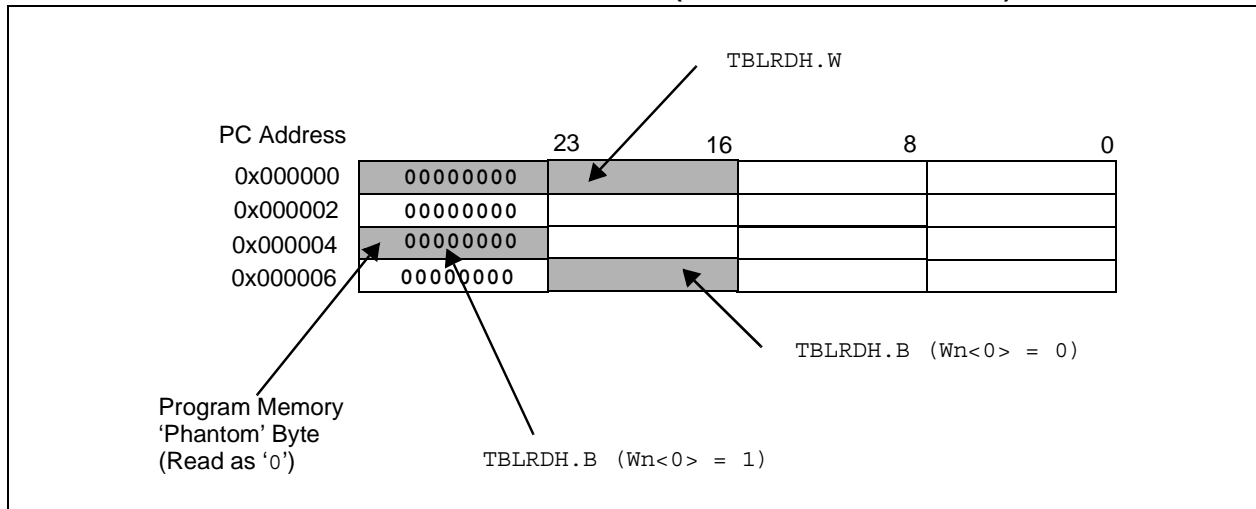 TBLRDH.W
PC Address
23 16 8 0
0x000000 00000000
0x000002 00000000
0x000004 00000000
0x000006 00000000
TBLRDH.B (Wn<0> = 0)
Program Memory
‘Phantom’ Byte
(Read as ‘0’)
TBLRDH.B (Wn<0> = 1)